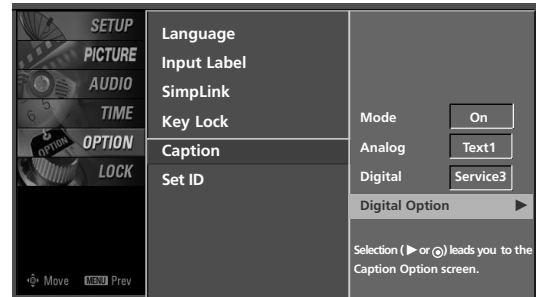 SETUP
PICTURE
AUDIO
TIME
OPTION
LOCK
Move MENU Prev
Language
Input Label
SimpLink
Key Lock
Caption
Set ID
Mode On
Analog Text1
Digital Service3
Digital Option ▶
Selection ( ▶ or ◉) leads you to the
Caption Option screen.